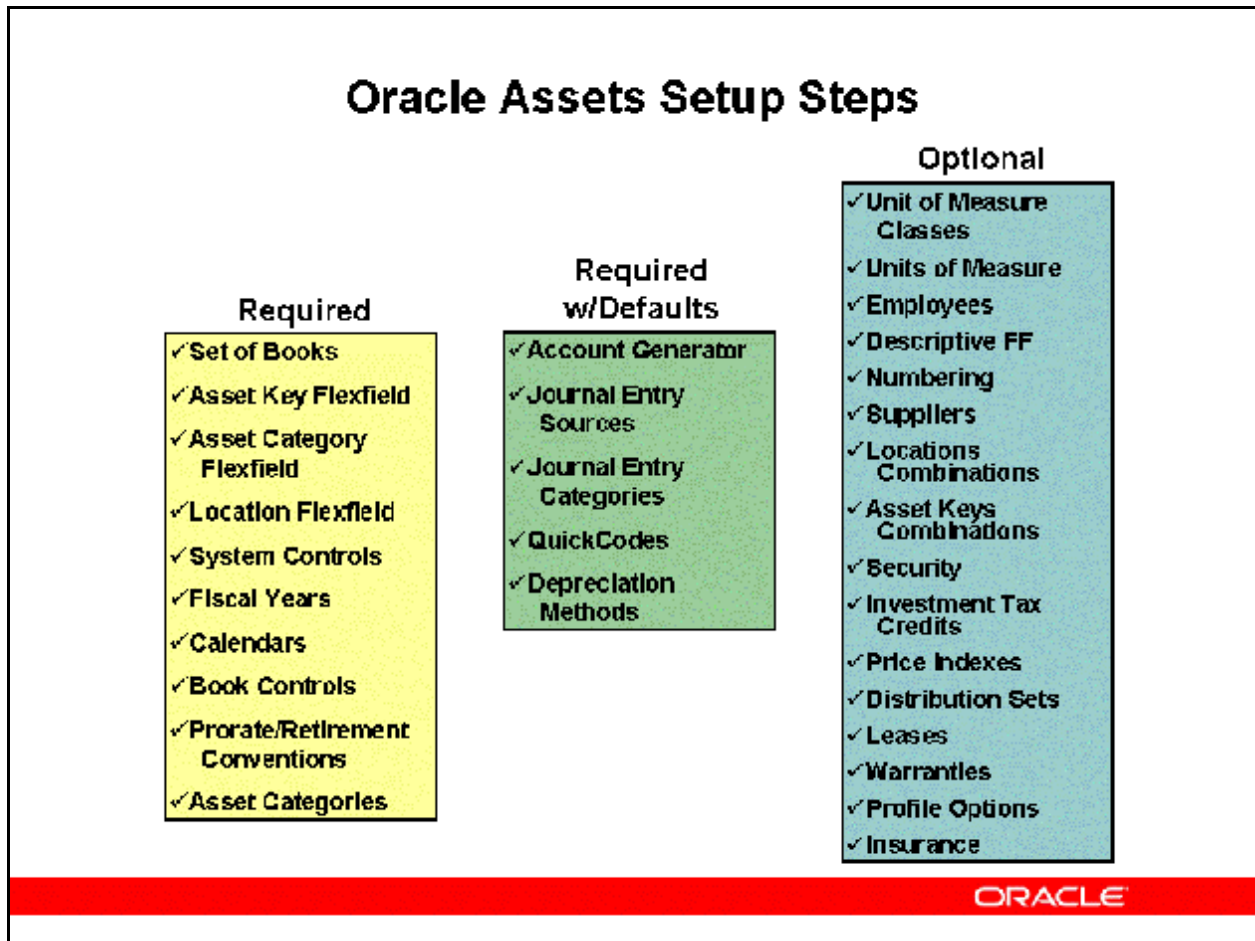 Oracle Assets Setup Steps
Required
✓Set of Books
✓Asset Key Flexfield
✓Asset Category
Flexfield
✓Location Flexfield
✓System Controls
✓Fiscal Years
✓Calendars
✓Book Controls
✓Prorate/Retirement
Conventions
✓Asset Categories
Required
w/Defaults
✓Account Generator
✓Journal Entry
Sources
✓Journal Entry
Categories
✓QuickCodes
✓Depreciation
Methods
Optional
✓Unit of Measure
Classes
✓Units of Measure
✓Employees
✓Descriptive FF
✓Numbering
✓Suppliers
✓Locations
Combinations
✓Asset Keys
Combinations
✓Security
✓Investment Tax
Credits
✓Price Indexes
✓Distribution Sets
✓Leases
✓Warranties
✓Profile Options
✓Insurance
ORACLE